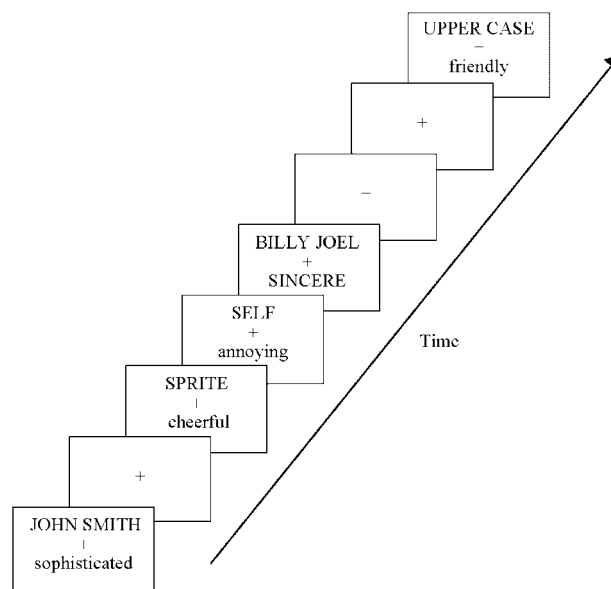 UPPER CASE
–
friendly
+
–
BILLY JOEL
+
SINCERE
SELF
+
annoying
Time
SPRITE
+
cheerful
+
JOHN SMITH
+
sophisticated